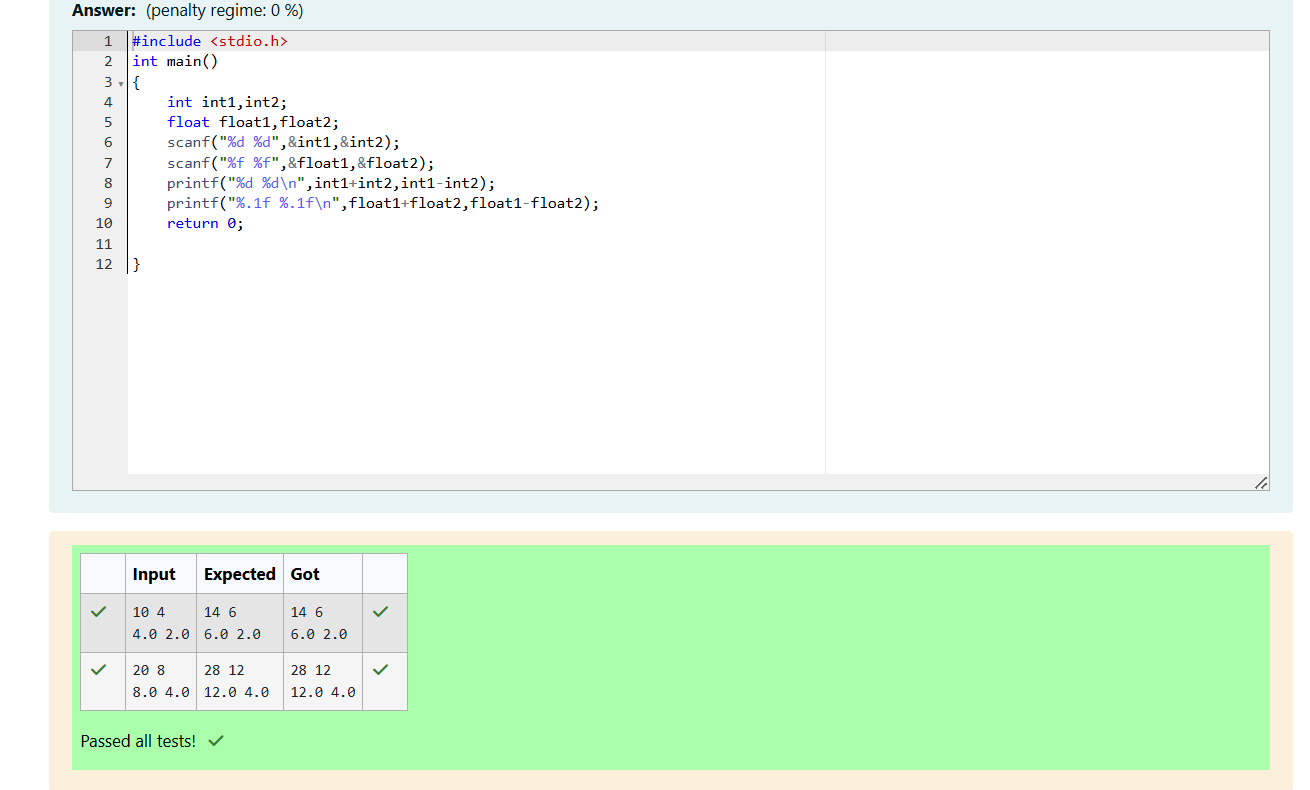 Answer: (penalty regime: 0 %)
1 #include <stdio.h>
2 int main()
3 {
4     int int1,int2;
5     float float1,float2;
6     scanf("%d %d",&int1,&int2);
7     scanf("%f %f",&float1,&float2);
8     printf("%d %d\n",int1+int2,int1-int2);
9     printf("%.1f %.1f\n",float1+float2,float1-float2);
10     return 0;
11
12 }
Input Expected Got
10 4 14 6 14 6
4.0 2.0 6.0 2.0 6.0 2.0
20 8 28 12 28 12
8.0 4.0 12.0 4.0 12.0 4.0
Passed all tests!